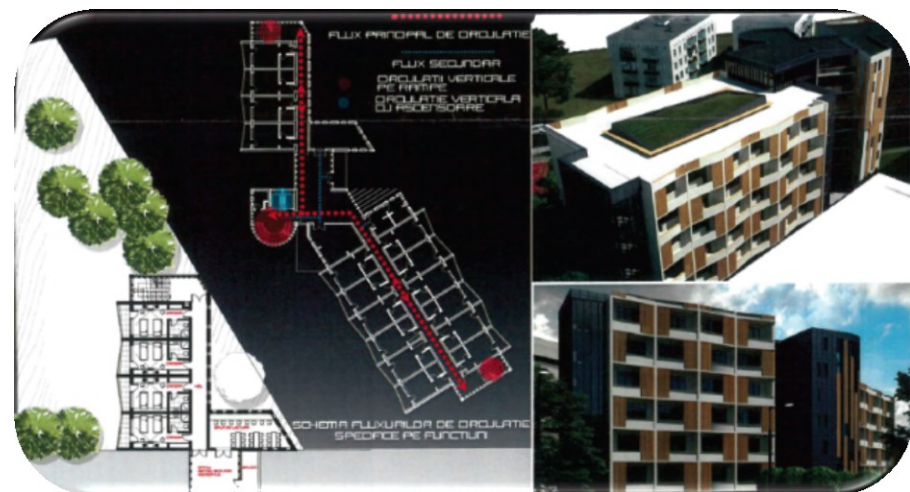 FLUX PRINCIPAL DE CIRCULATIE
FLUX SECUNDAR
CIRCULATII VERTICALE
PE RAMPE
CIRCULATIE VERTICALA
CU ASCENSOARE
SCHEMA FLUXURILOR DE CIRCULATIE
SPECIFICE PE FUNCTIUNI